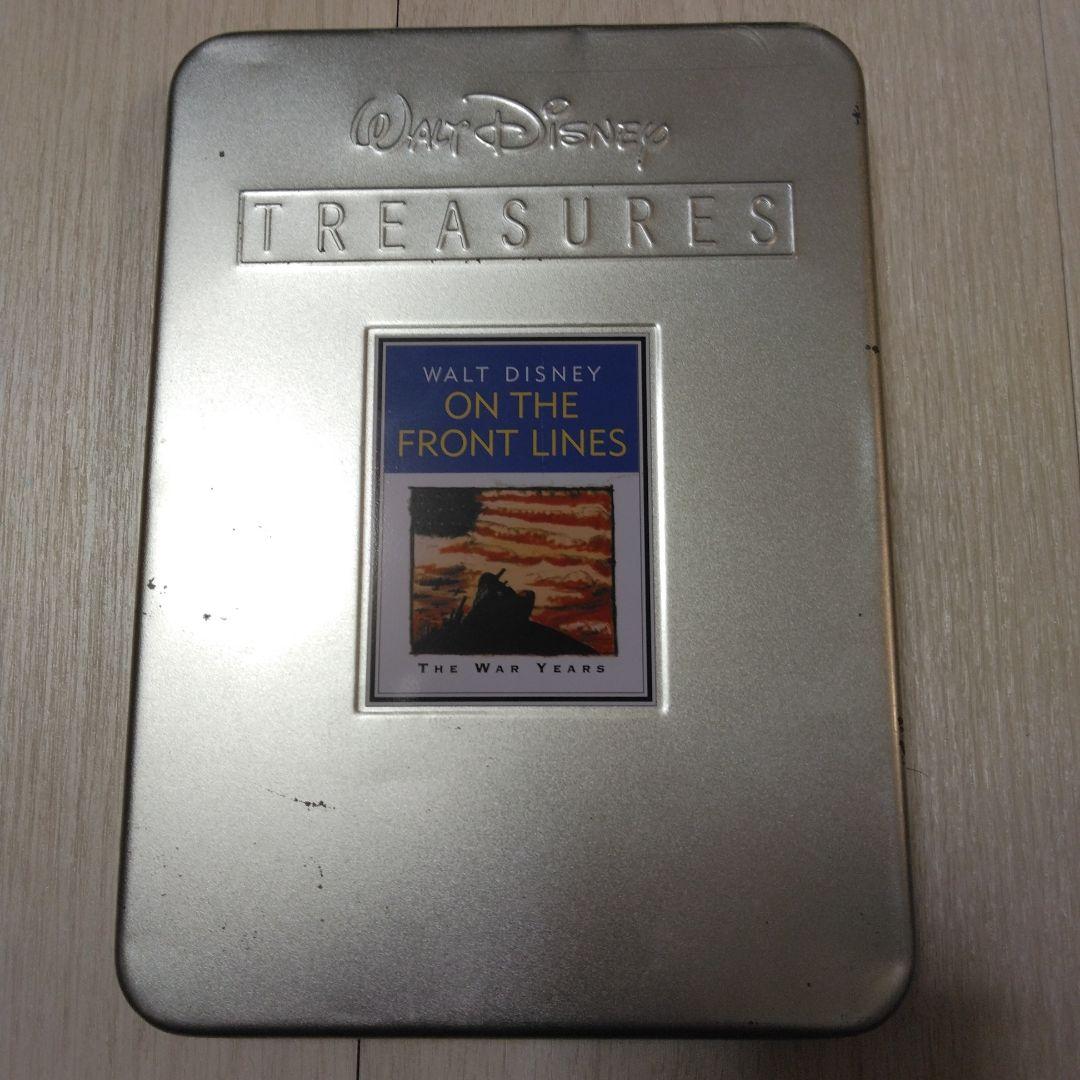 WALT DISNEY
TREASURES
WALT DISNEY
ON THE
FRONT LINES
THE WAR YEARS